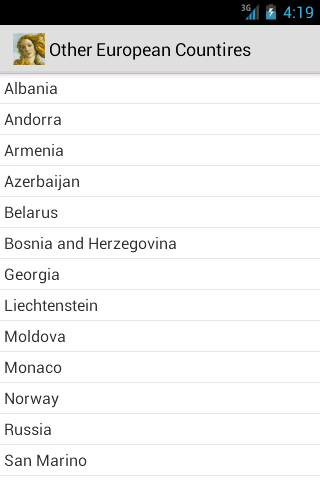 3G 4:19
Other European Countires
Albania
Andorra
Armenia
Azerbaijan
Belarus
Bosnia and Herzegovina
Georgia
Liechtenstein
Moldova
Monaco
Norway
Russia
San Marino